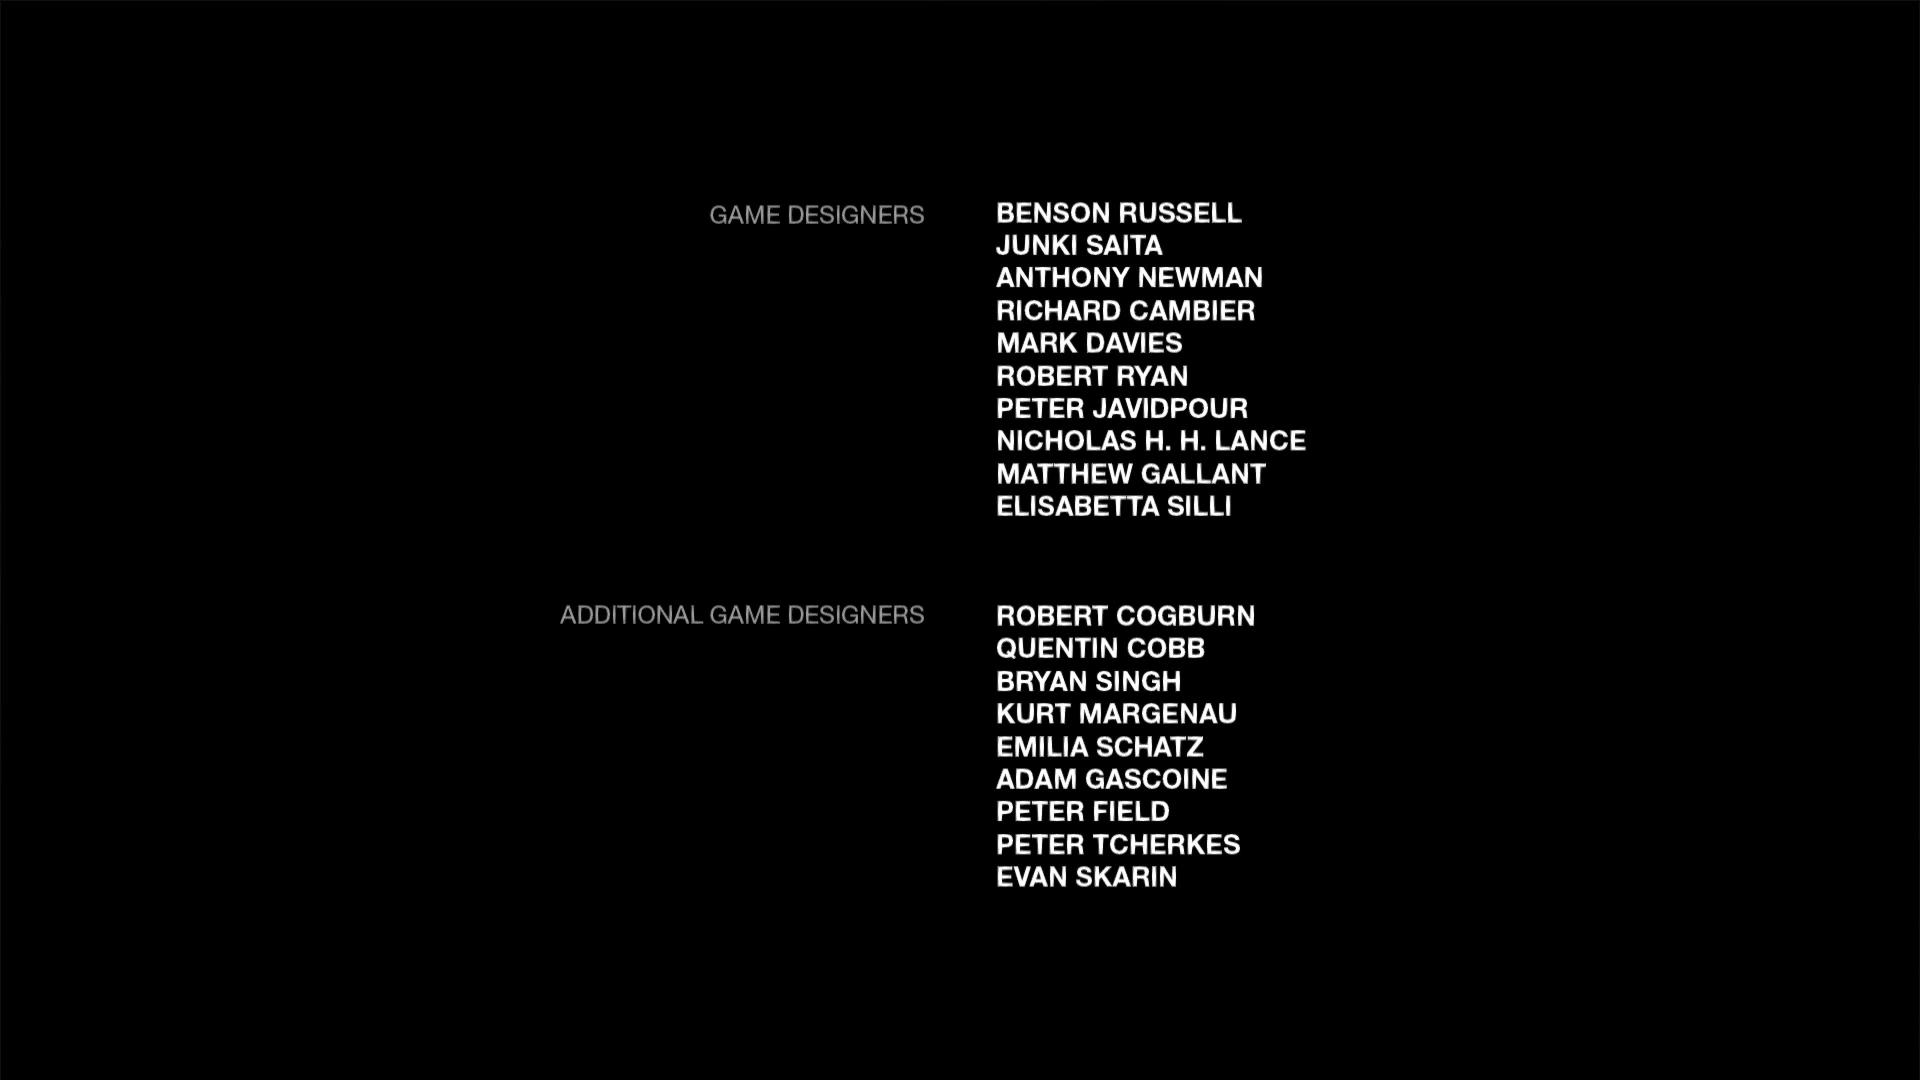 GAME DESIGNERS BENSON RUSSELL
JUNKI SAITA
ANTHONY NEWMAN
RICHARD CAMBIER
MARK DAVIES
ROBERT RYAN
PETER JAVIDPOUR
NICHOLAS H. H. LANCE
MATTHEW GALLANT
ELISABETTA SILLI
ADDITIONAL GAME DESIGNERS ROBERT COGBURN
QUENTIN COBB
BRYAN SINGH
KURT MARGENAU
EMILIA SCHATZ
ADAM GASCOINE
PETER FIELD
PETER TCHERKES
EVAN SKARIN